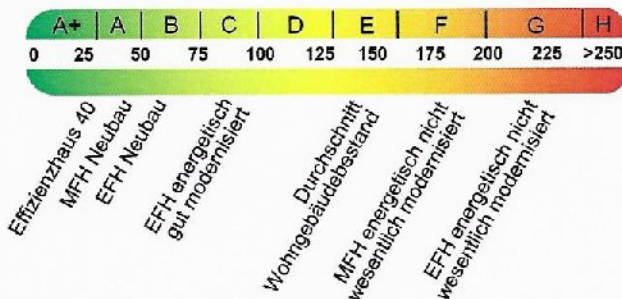 A+ A B C D E F G H
0 25 50 75 100 125 150 175 200 225 >250
Effizienzhaus 40
MFH Neubau
EFH Neubau
EFH energetisch
gut modernisiert
Durchschnitt
Wohngebäudebestand
MFH energetisch nicht
wesentlich modernisiert
EFH energetisch nicht
wesentlich modernisiert